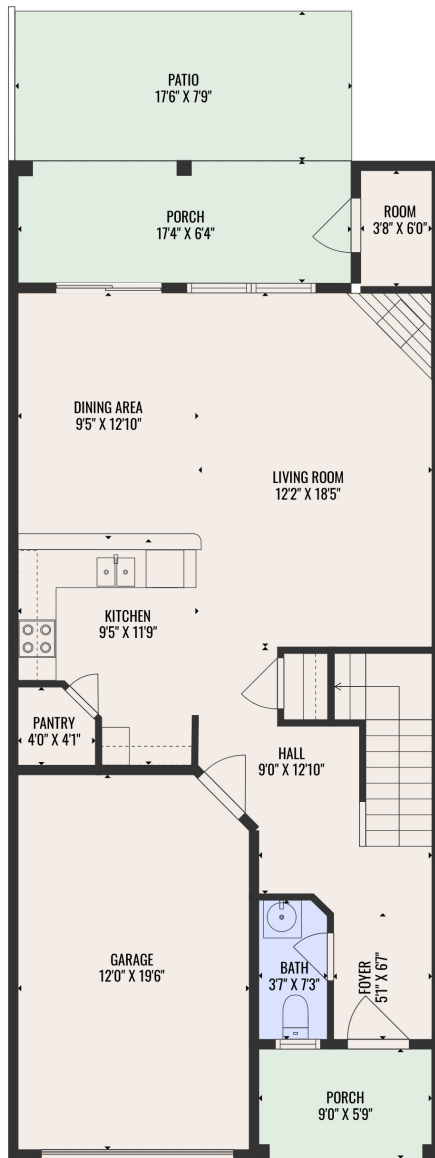 PATIO
17'6" X 7'9"
PORCH
17'4" X 6'4"
ROOM
3'8" X 6'0"
DINING AREA
9'5" X 12'10"
LIVING ROOM
12'2" X 18'5"
KITCHEN
9'5" X 11'9"
PANTRY
4'0" X 4'1"
HALL
9'0" X 12'10"
GARAGE
12'0" X 19'6"
BATH
3'7" X 7'3"
FOYER
5'1" X 6'7"
PORCH
9'0" X 5'9"